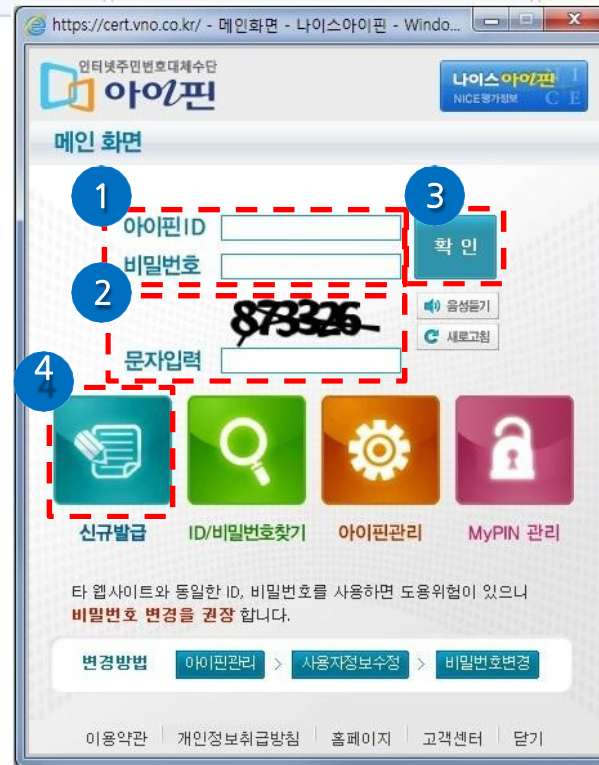 https://cert.vno.co.kr/ - 메인화면 - 나이스아이핀 - Windo...
인터넷주민번호대체수단
아이핀
나이스아이핀
NICE평가정보
NICE
메인 화면
1
3
아이핀ID
확 인
비밀번호
2
873326
음성듣기
새로고침
문자입력
4
신규발급
ID/비밀번호찾기
아이핀관리
MyPIN 관리
타 웹사이트와 동일한 ID, 비밀번호를 사용하면 도용위험이 있으니
비밀번호 변경을 권장 합니다.
변경방법 아이핀관리 > 사용자정보수정 > 비밀번호변경
이용약관 개인정보취급방침 홈페이지 고객센터 닫기